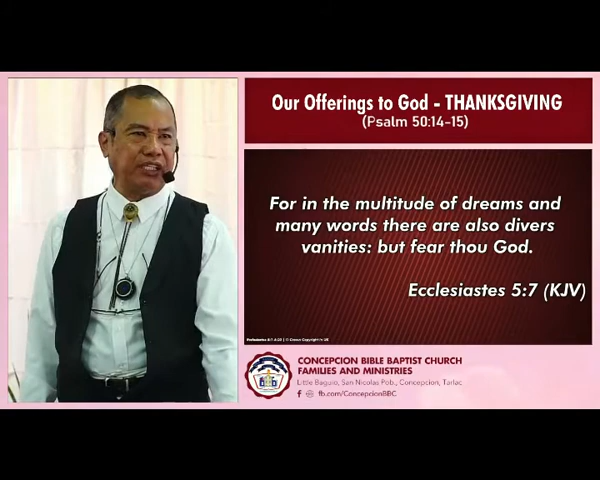 Our Offerings to God - THANKSGIVING
(Psalm 50:14-15)
For in the multitude of dreams and
many words there are also divers
vanities: but fear thou God.
Ecclesiastes 5:7 (KJV)
CONCEPCION BIBLE BAPTIST CHURCH
FAMILIES AND MINISTRIES
Little Baguio, San Nicolas Pob., Concepcion, Tarlac
fb.com/ConcepcionBBC